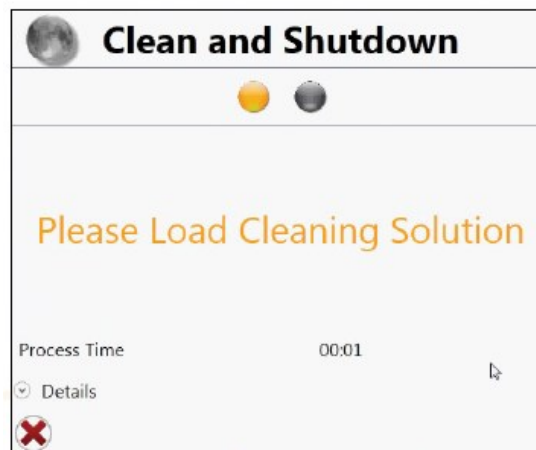 Clean and Shutdown
Please Load Cleaning Solution
Process Time 00:01
Details